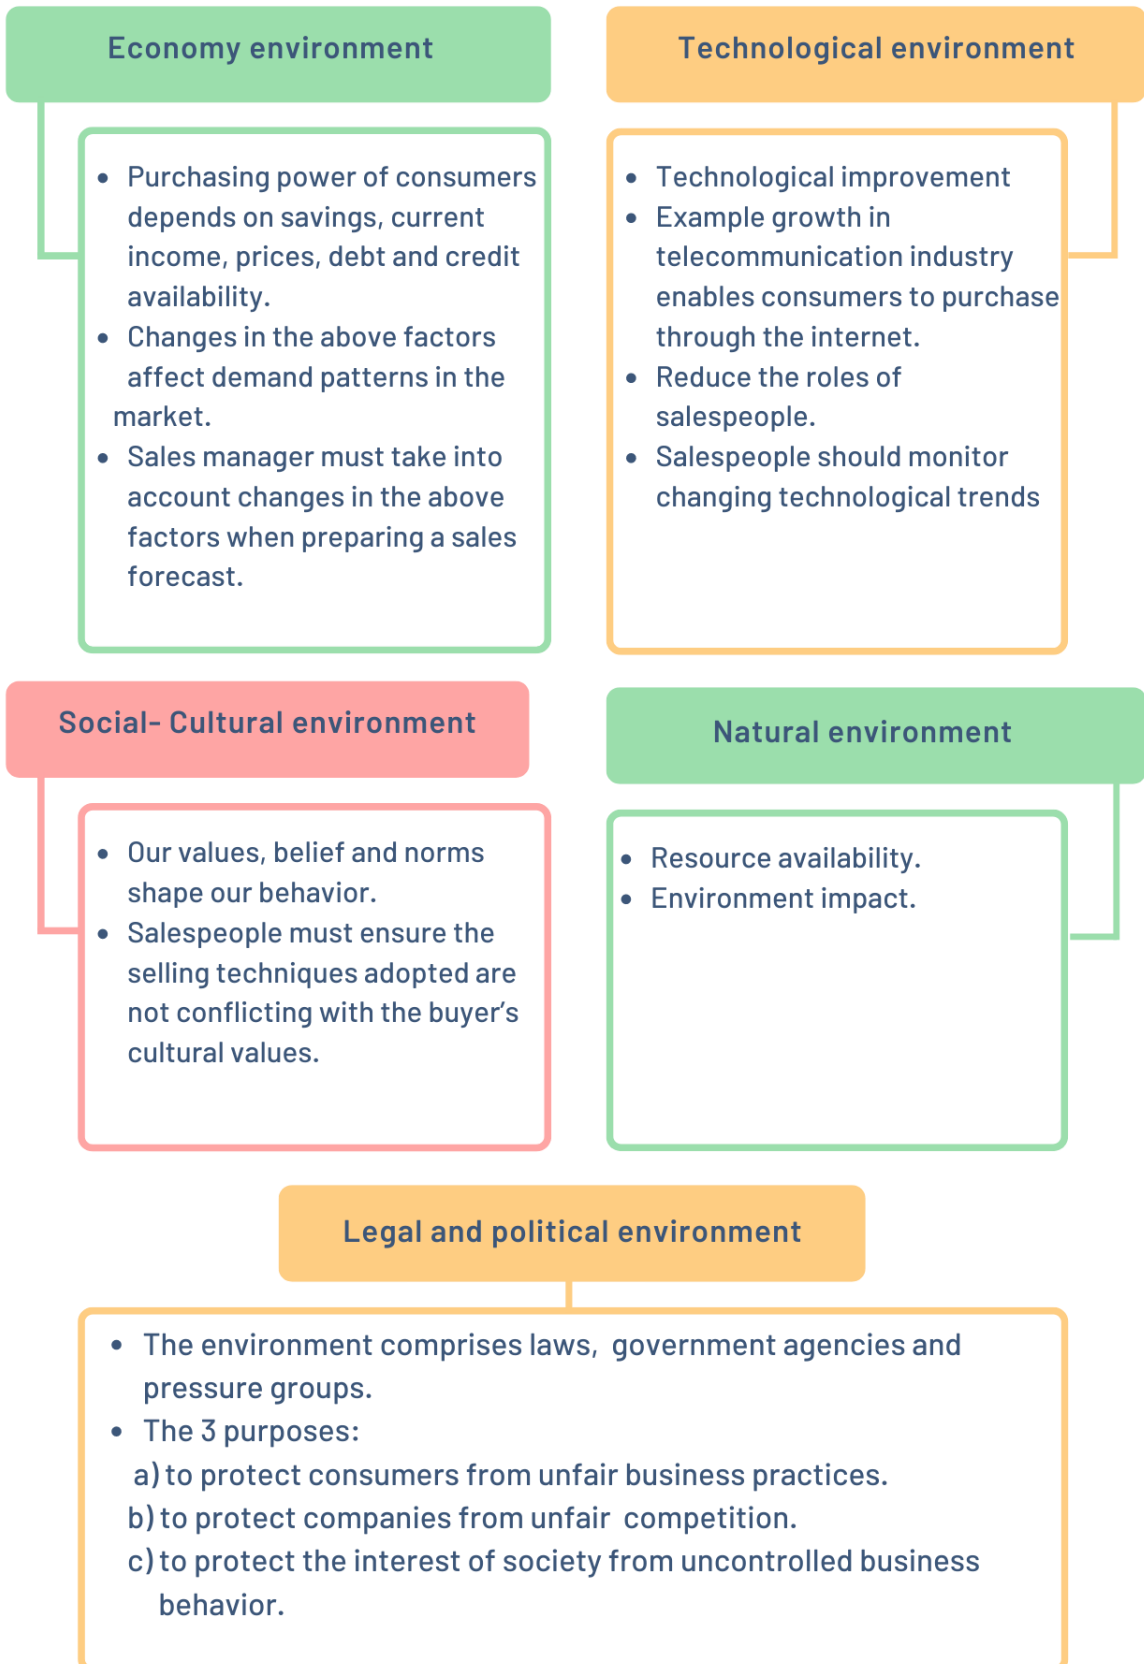 Economy environment
• Purchasing power of consumers
depends on savings, current
income, prices, debt and credit
availability.
• Changes in the above factors
affect demand patterns in the
market.
• Sales manager must take into
account changes in the above
factors when preparing a sales
forecast.
Technological environment
• Technological improvement
• Example growth in
telecommunication industry
enables consumers to purchase
through the internet.
• Reduce the roles of
salespeople.
• Salespeople should monitor
changing technological trends
Social- Cultural environment
• Our values, belief and norms
shape our behavior.
• Salespeople must ensure the
selling techniques adopted are
not conflicting with the buyer’s
cultural values.
Natural environment
• Resource availability.
• Environment impact.
Legal and political environment
• The environment comprises laws, government agencies and
pressure groups.
• The 3 purposes:
a) to protect consumers from unfair business practices.
b) to protect companies from unfair competition.
c) to protect the interest of society from uncontrolled business
behavior.